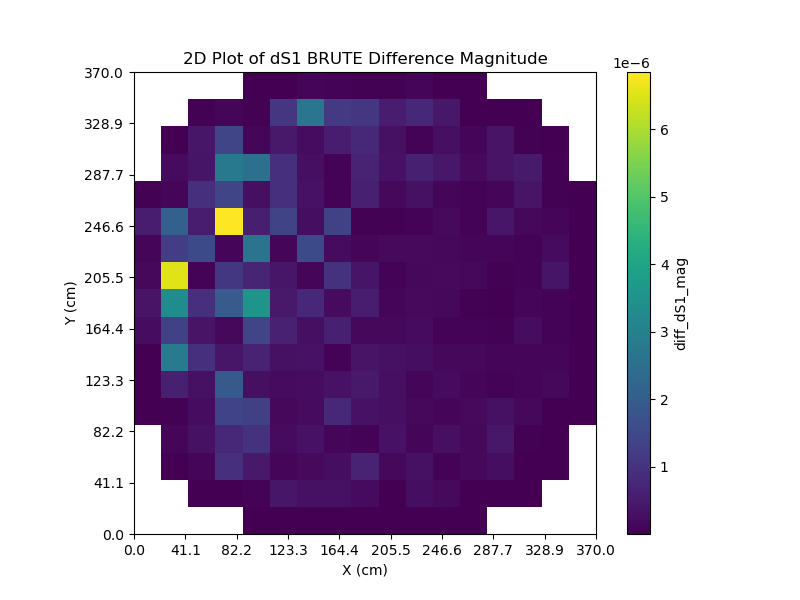 2D Plot of dS1 BRUTE Difference Magnitude
1e−6
370.0
328.9
287.7
246.6
205.5
164.4
123.3
82.2
41.1
0.0
Y (cm)
0.0 41.1 82.2 123.3 164.4 205.5 246.6 287.7 328.9 370.0
X (cm)
6
5
4
3
2
1
diff_dS1_mag